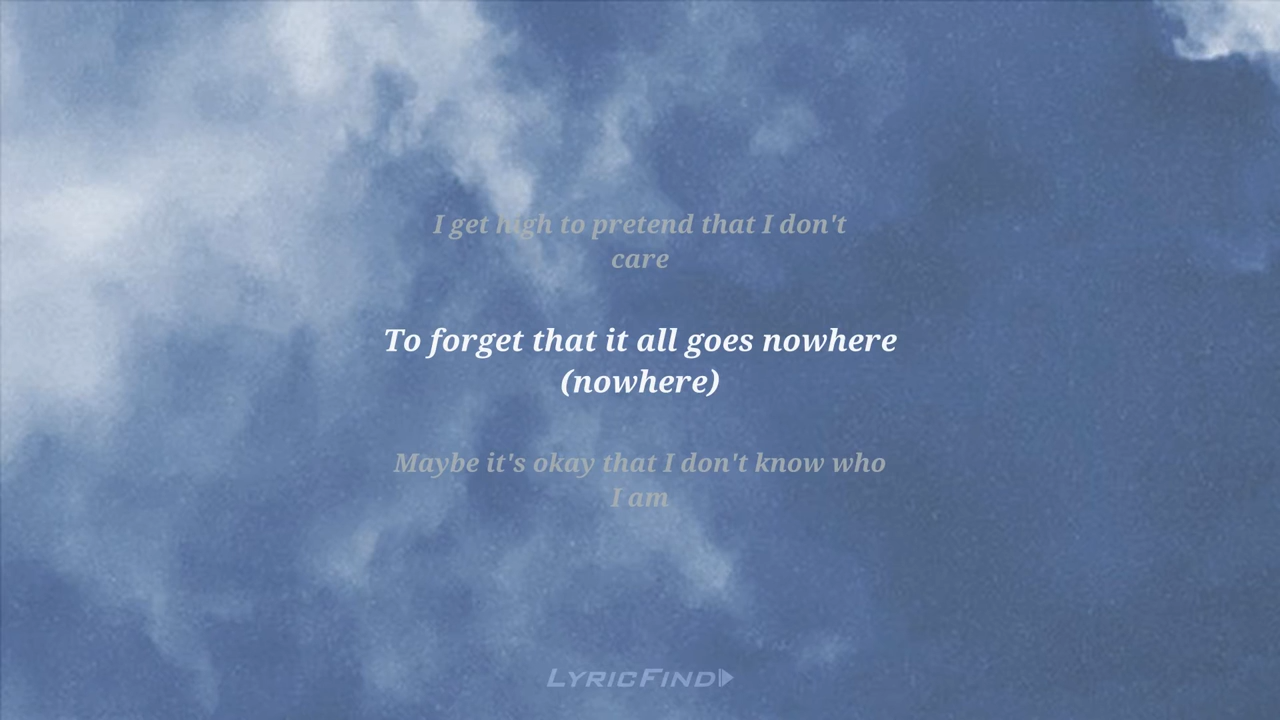 I get high to pretend that I don't
care
To forget that it all goes nowhere
(nowhere)
Maybe it's okay that I don't know who
I am
LYRICFIND